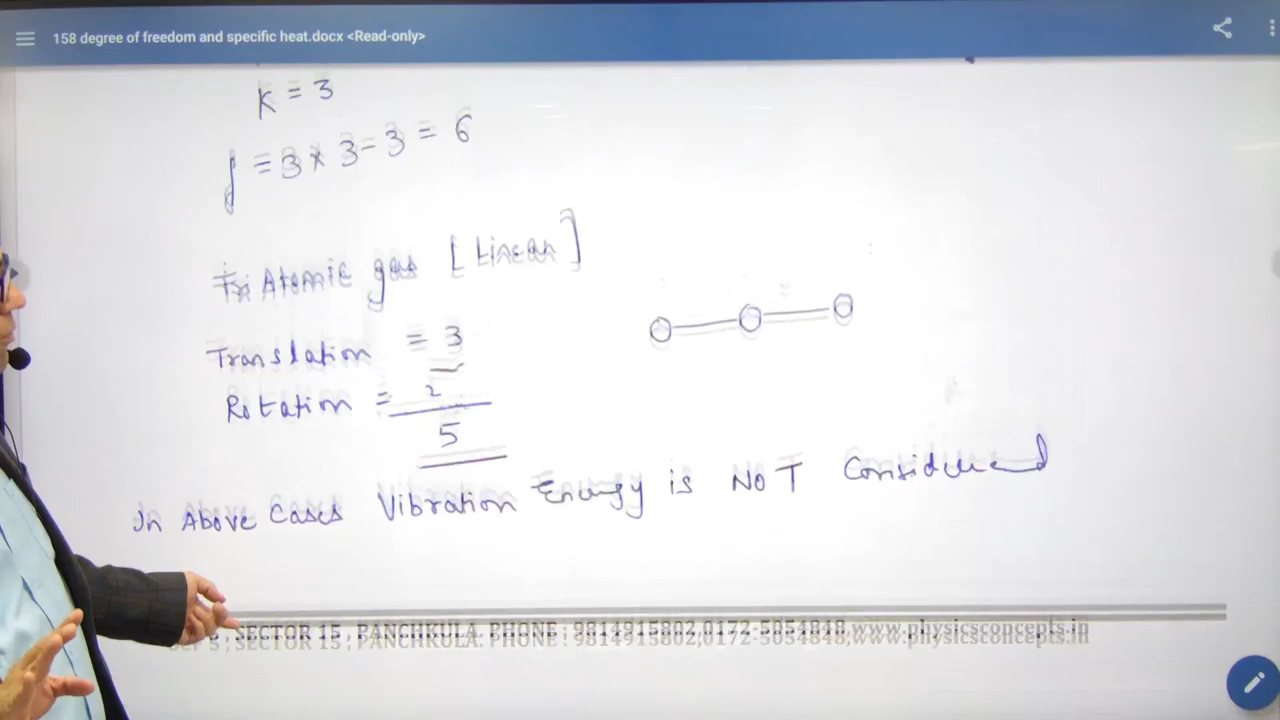 158 degree of freedom and specific heat.docx <Read-only>
K = 3
f = 3 × 3 - 3 = 6
Tri Atomic gas [Linear]
Translation = 3
Rotation = 2
5
In Above Cases Vibration Energy is NOT Considered
5 , SECTOR 15 , PANCHKULA. PHONE : 9814915802,0172-5054848,www.physicsconcepts.in